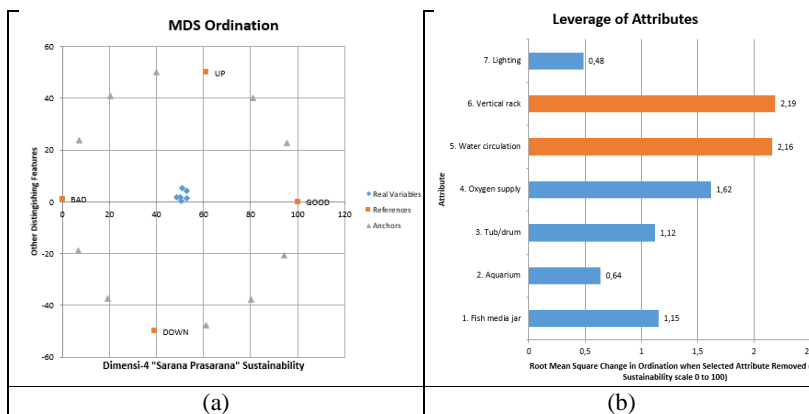 MDS Ordination
60
40
20
0
-20
-40
-60
0
20
40
60
80
100
120
UP
BAD
GOOD
DOWN
Real Variables
References
Anchors
Other Distingishing Features
Dimensi-4 "Sarana Prasarana" Sustainability
(a)
Leverage of Attributes
Attribute
7. Lighting
0,48
6. Vertical rack
2,19
5. Water circulation
2,16
4. Oxygen supply
1,62
3. Tub/drum
1,12
2. Aquarium
0,64
1. Fish media jar
1,15
0
0,5
1
1,5
2
Root Mean Square Change in Ordination when Selected Attribute Removed
Sustainability scale 0 to 100)
(b)